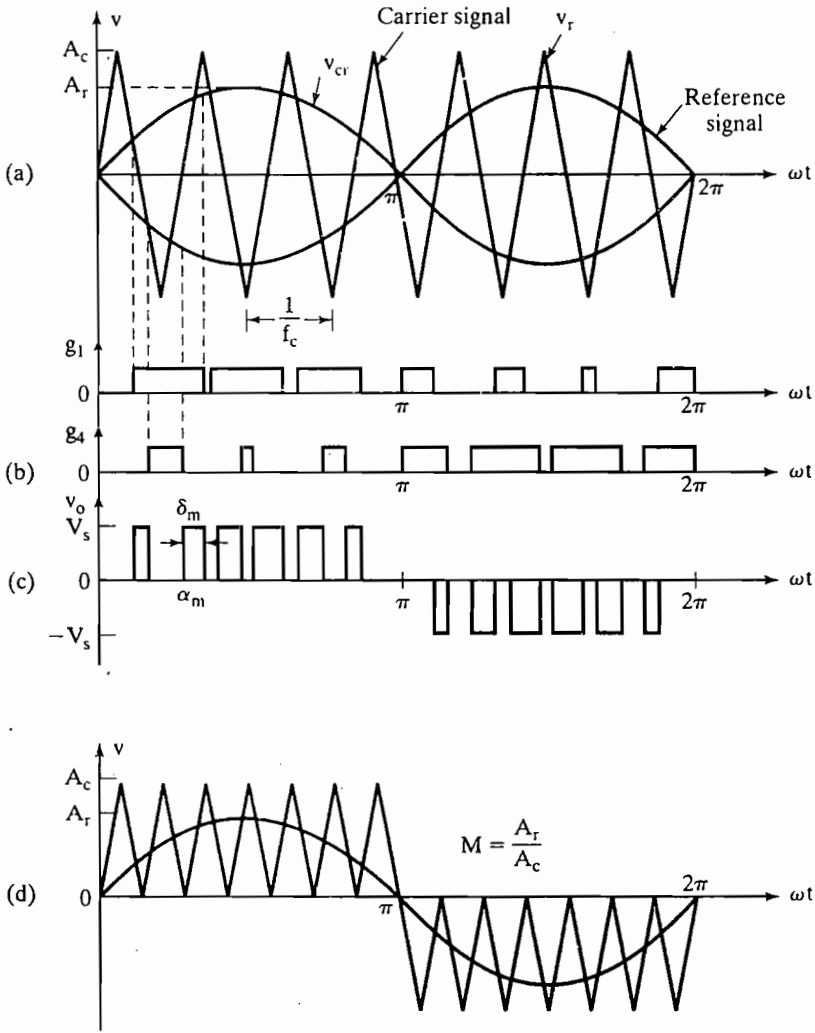 v
Carrier signal
v_r
A_c
A_r
v_cr
Reference signal
(a)
π
2π
ωt
1/f_c
g_1
0
π
2π
ωt
g_4
(b)
0
π
2π
ωt
v_o
V_s
δ_m
(c)
0
α_m
π
2π
ωt
−V_s
v
A_c
A_r
M = A_r/A_c
(d)
0
π
2π
ωt